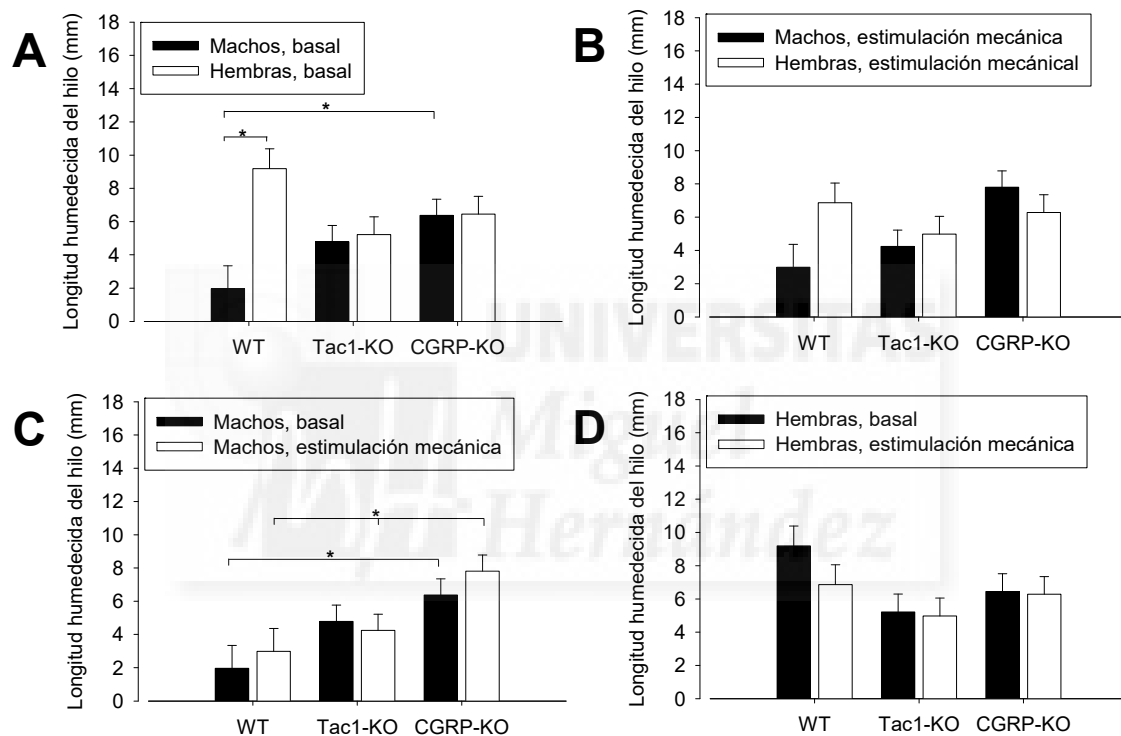 A
Longitud humedecida del hilo (mm)
18
16
14
12
10
8
6
4
2
0
Machos, basal
Hembras, basal
*
*
WT
Tac1-KO
CGRP-KO
B
Longitud humedecida del hilo (mm)
18
16
14
12
10
8
6
4
2
0
Machos, estimulación mecánica
Hembras, estimulación mecánical
WT
Tac1-KO
CGRP-KO
UNIVERSITAS
Miguel
Hernández
C
Longitud humedecida del hilo (mm)
18
16
14
12
10
8
6
4
2
0
Machos, basal
Machos, estimulación mecánica
*
*
WT
Tac1-KO
CGRP-KO
D
Longitud humedecida del hilo (mm)
18
16
14
12
10
8
6
4
2
0
Hembras, basal
Hembras, estimulación mecánica
WT
Tac1-KO
CGRP-KO